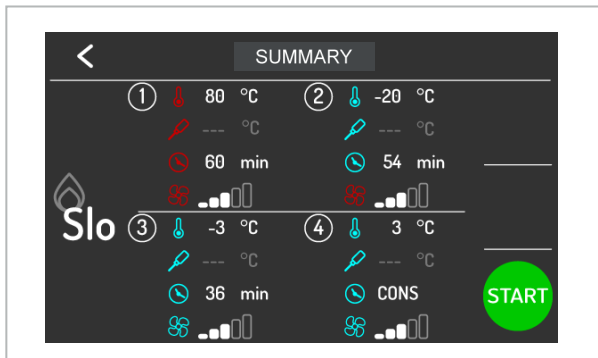 SUMMARY
1 80 °C 2 -20 °C
--- °C --- °C
60 min 54 min
Slo 3 -3 °C 4 3 °C
--- °C --- °C
36 min CONS
START